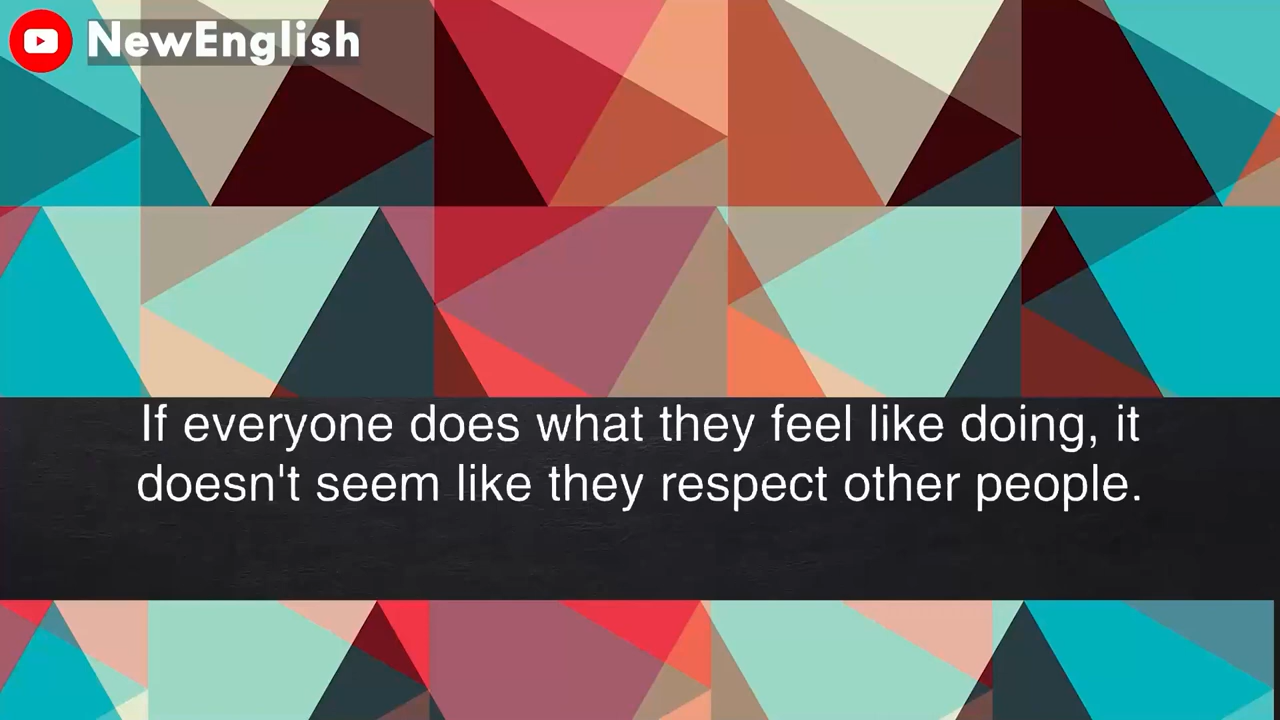 NewEnglish
If everyone does what they feel like doing, it
doesn't seem like they respect other people.